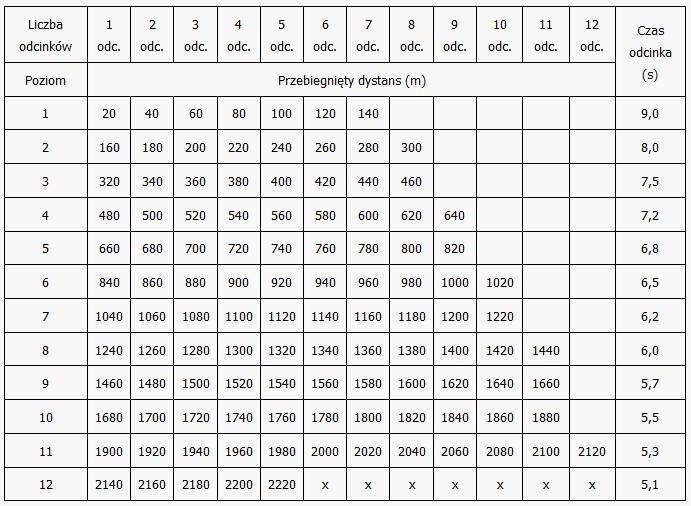 Liczba odcinków 1 odc. 2 odc. 3 odc. 4 odc. 5 odc. 6 odc. 7 odc. 8 odc. 9 odc. 10 odc. 11 odc. 12 odc. Czas odcinka (s)
Poziom Przebiegnięty dystans (m)
1 20 40 60 80 100 120 140 9,0
2 160 180 200 220 240 260 280 300 8,0
3 320 340 360 380 400 420 440 460 7,5
4 480 500 520 540 560 580 600 620 640 7,2
5 660 680 700 720 740 760 780 800 820 6,8
6 840 860 880 900 920 940 960 980 1000 1020 6,5
7 1040 1060 1080 1100 1120 1140 1160 1180 1200 1220 6,2
8 1240 1260 1280 1300 1320 1340 1360 1380 1400 1420 1440 6,0
9 1460 1480 1500 1520 1540 1560 1580 1600 1620 1640 1660 5,7
10 1680 1700 1720 1740 1760 1780 1800 1820 1840 1860 1880 5,5
11 1900 1920 1940 1960 1980 2000 2020 2040 2060 2080 2100 2120 5,3
12 2140 2160 2180 2200 2220 x x x x x x x 5,1